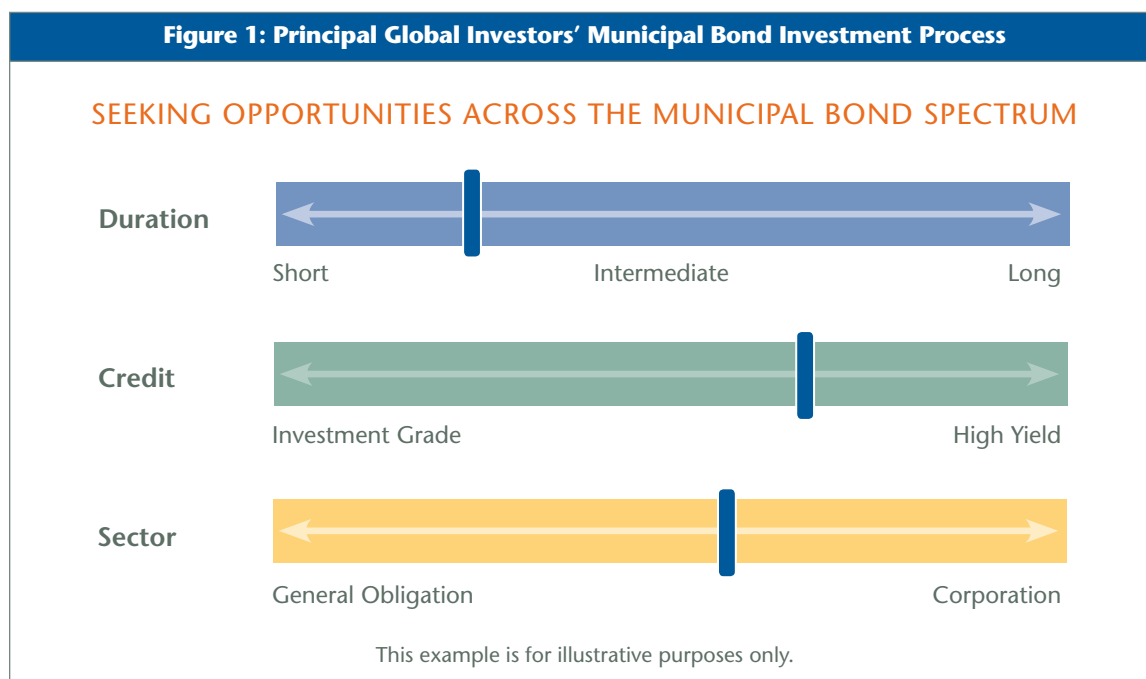 Figure 1: Principal Global Investors’ Municipal Bond Investment Process
SEEKING OPPORTUNITIES ACROSS THE MUNICIPAL BOND SPECTRUM
Duration
Short Intermediate Long
Credit
Investment Grade High Yield
Sector
General Obligation Corporation
This example is for illustrative purposes only.